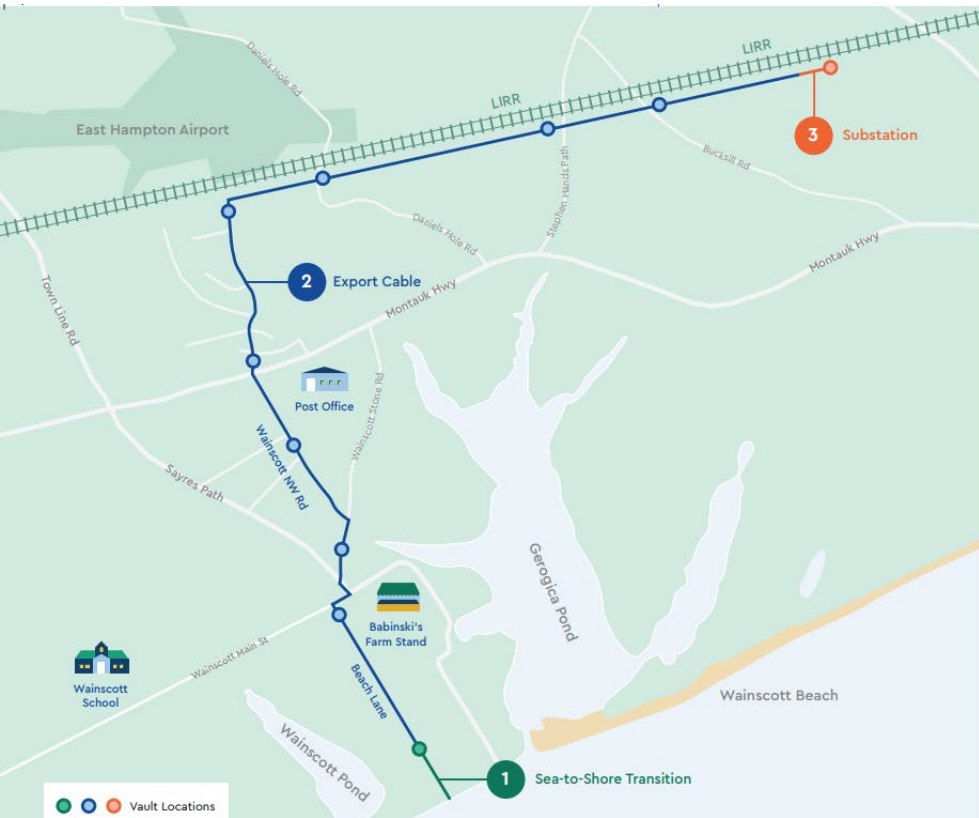 LIRR
Daniels Hole Rd
LIRR
East Hampton Airport
3
Substation
Bucksill Rd
Stephen Hands Path
Daniels Hole Rd
Montauk Hwy
2
Export Cable
Montauk Hwy
Town Line Rd
Post Office
Wainscott Stone Rd
Wainscott NW Rd
Sayres Path
Gerogica Pond
Babinski's
Farm Stand
Wainscott Main St
Wainscott
School
Beach Lane
Wainscott Beach
Wainscott Pond
1
Sea-to-Shore Transition
Vault Locations